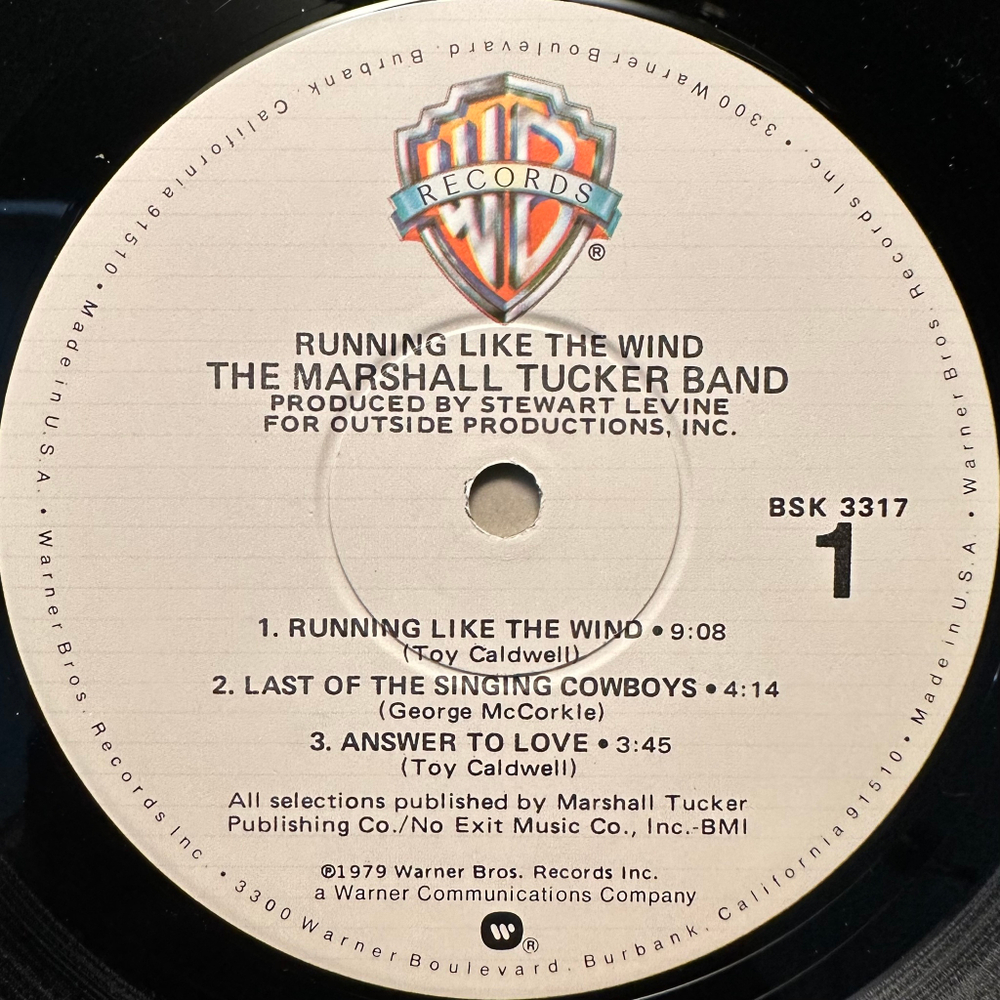 WB
RECORDS
®
RUNNING LIKE THE WIND
THE MARSHALL TUCKER BAND
PRODUCED BY STEWART LEVINE
FOR OUTSIDE PRODUCTIONS, INC.
BSK 3317
1
1. RUNNING LIKE THE WIND • 9:08
(Toy Caldwell)
2. LAST OF THE SINGING COWBOYS • 4:14
(George McCorkle)
3. ANSWER TO LOVE • 3:45
(Toy Caldwell)
All selections published by Marshall Tucker
Publishing Co./No Exit Music Co., Inc.-BMI
℗1979 Warner Bros. Records Inc.
a Warner Communications Company
W®
Warner Bros. Records Inc. • 3300 Warner Boulevard. Burbank. California 91510 • Made in U.S.A. • Warner Bros. Records Inc. • 3300 Warner Boulevard. Burbank. California 91510 • Made in U.S.A. •